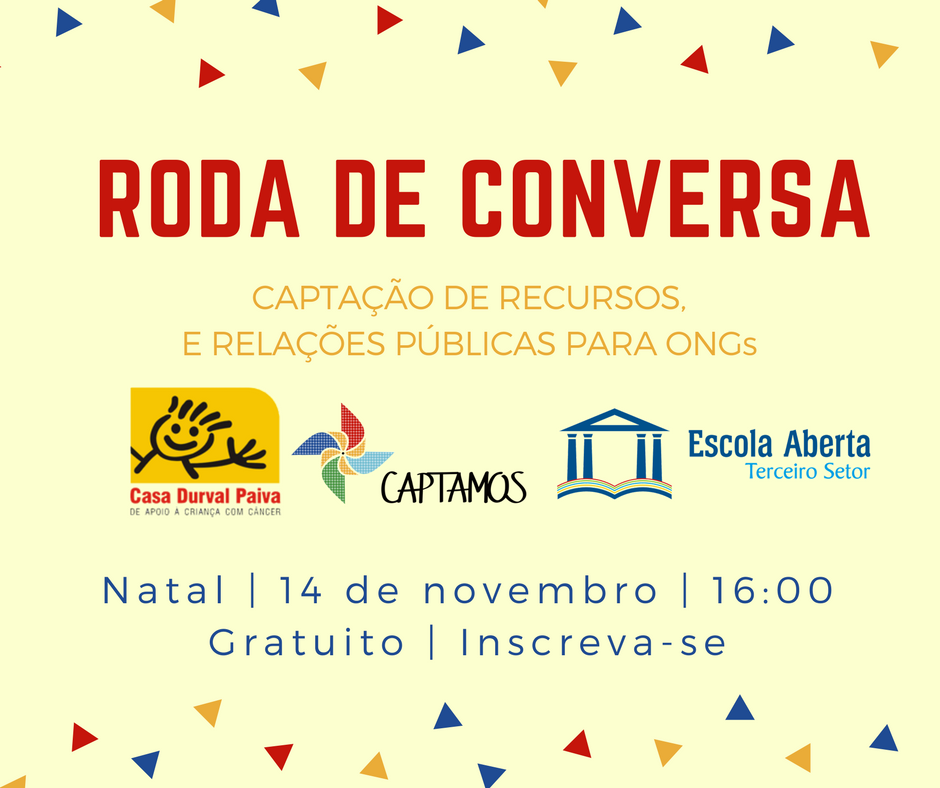 RODA DE CONVERSA
CAPTAÇÃO DE RECURSOS,
E RELAÇÕES PÚBLICAS PARA ONGs
Casa Durval Paiva
DE APOIO À CRIANÇA COM CÂNCER
CAPTAMOS
Escola Aberta
Terceiro Setor
Natal | 14 de novembro | 16:00
Gratuito | Inscreva-se